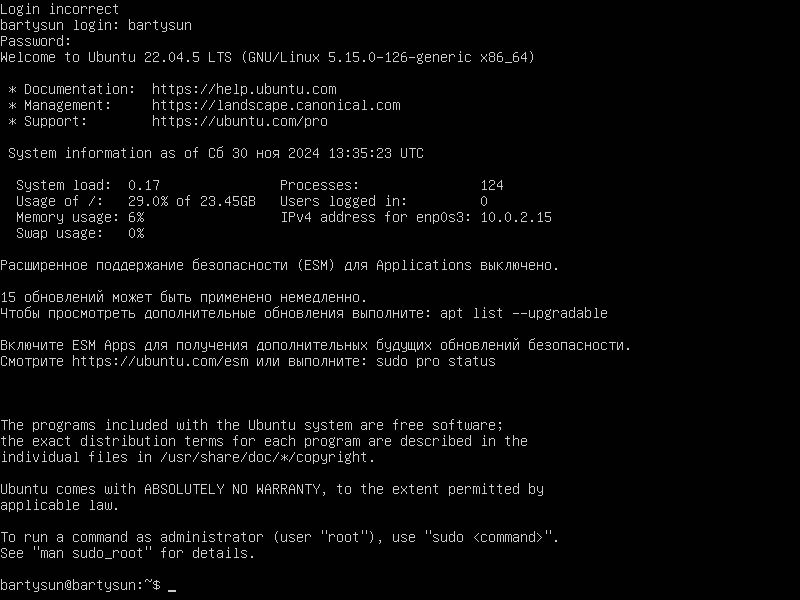 Login incorrect
bartysun login: bartysun
Password:
Welcome to Ubuntu 22.04.5 LTS (GNU/Linux 5.15.0-126-generic x86_64)
* Documentation:  https://help.ubuntu.com
* Management:     https://landscape.canonical.com
* Support:        https://ubuntu.com/pro
System information as of Сб 30 ноя 2024 13:35:23 UTC
System load:  0.17               Processes:               124
Usage of /:   29.0% of 23.45GB   Users logged in:         0
Memory usage: 6%                 IPv4 address for enp0s3: 10.0.2.15
Swap usage:   0%
Расширенное поддержание безопасности (ESM) для Applications выключено.
15 обновлений может быть применено немедленно.
Чтобы просмотреть дополнительные обновления выполните: apt list --upgradable
Включите ESM Apps для получения дополнительных будущих обновлений безопасности.
Смотрите https://ubuntu.com/esm или выполните: sudo pro status
The programs included with the Ubuntu system are free software;
the exact distribution terms for each program are described in the
individual files in /usr/share/doc/*/copyright.
Ubuntu comes with ABSOLUTELY NO WARRANTY, to the extent permitted by
applicable law.
To run a command as administrator (user "root"), use "sudo <command>".
See "man sudo_root" for details.
bartysun@bartysun:~$ _